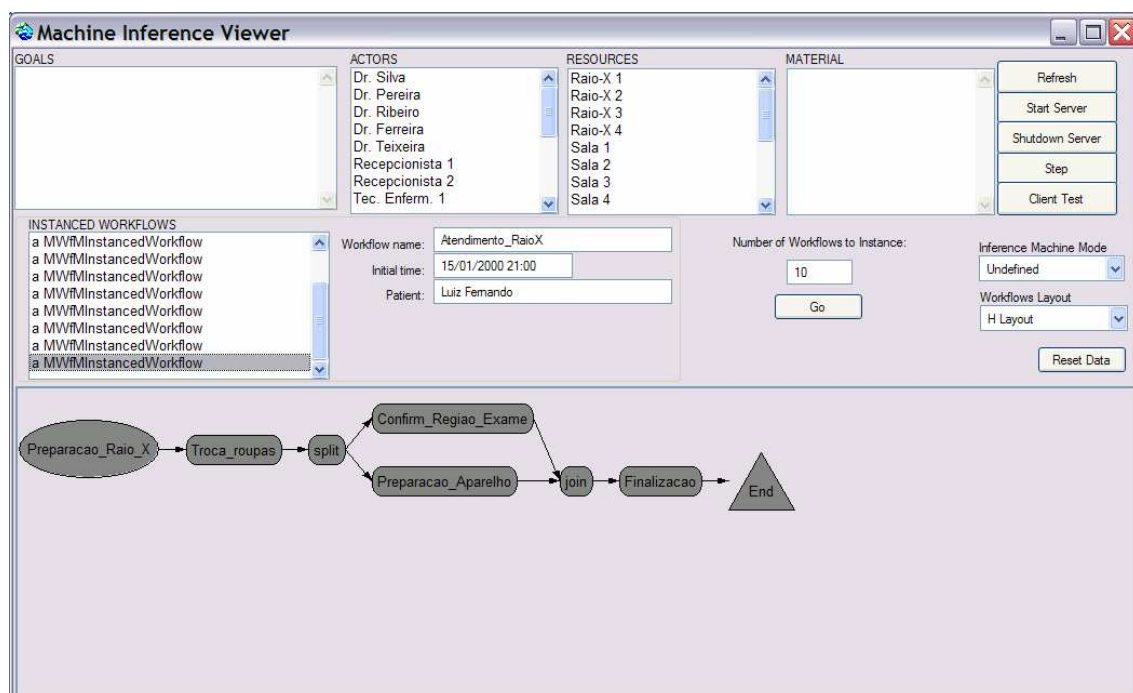 Machine Inference Viewer
GOALS
ACTORS
RESOURCES
MATERIAL
Dr. Silva
Dr. Pereira
Dr. Ribeiro
Dr. Ferreira
Dr. Teixeira
Recepcionista 1
Recepcionista 2
Tec. Enferm. 1
Raio-X 1
Raio-X 2
Raio-X 3
Raio-X 4
Sala 1
Sala 2
Sala 3
Sala 4
Refresh
Start Server
Shutdown Server
Step
Client Test
INSTANCED WORKFLOWS
a MWfMInstancedWorkflow
a MWfMInstancedWorkflow
a MWfMInstancedWorkflow
a MWfMInstancedWorkflow
a MWfMInstancedWorkflow
a MWfMInstancedWorkflow
a MWfMInstancedWorkflow
a MWfMInstancedWorkflow
Workflow name: Atendimento_RaioX
Initial time: 15/01/2000 21:00
Patient: Luiz Fernando
Number of Workflows to Instance:
10
Go
Inference Machine Mode
Undefined
Workflows Layout
H Layout
Reset Data
Preparacao_Raio_X
Troca_roupas
split
Confirm_Regiao_Exame
Preparacao_Aparelho
join
Finalizacao
End